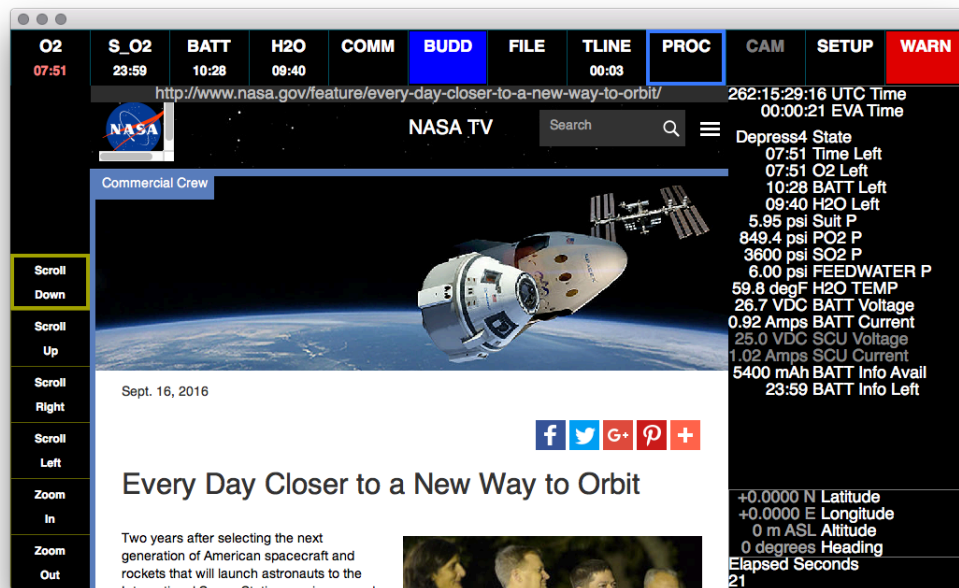 O2 S_O2 BATT H2O COMM BUDD FILE TLINE PROC CAM SETUP WARN
07:51 23:59 10:28 09:40 00:03
http://www.nasa.gov/feature/every-day-closer-to-a-new-way-to-orbit/
NASA
NASA TV
Search
Commercial Crew
SPACEX
Scroll
Down
Scroll
Up
Scroll
Right
Scroll
Left
Zoom
In
Zoom
Out
Sept. 16, 2016
f G+ +
Every Day Closer to a New Way to Orbit
Two years after selecting the next
generation of American spacecraft and
rockets that will launch astronauts to the
262:15:29:16 UTC Time
00:00:21 EVA Time
Depress4 State
07:51 Time Left
07:51 O2 Left
10:28 BATT Left
09:40 H2O Left
5.95 psi Suit P
849.4 psi PO2 P
3600 psi SO2 P
6.00 psi FEEDWATER P
59.8 degF H2O TEMP
26.7 VDC BATT Voltage
0.92 Amps BATT Current
25.0 VDC SCU Voltage
1.02 Amps SCU Current
5400 mAh BATT Info Avail
23:59 BATT Info Left
+0.0000 N Latitude
+0.0000 E Longitude
0 m ASL Altitude
0 degrees Heading
Elapsed Seconds
21